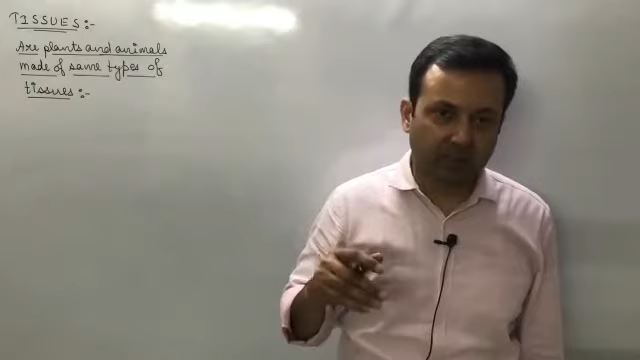 TISSUES:-
Are plants and animals
made of same types of
tissues:-